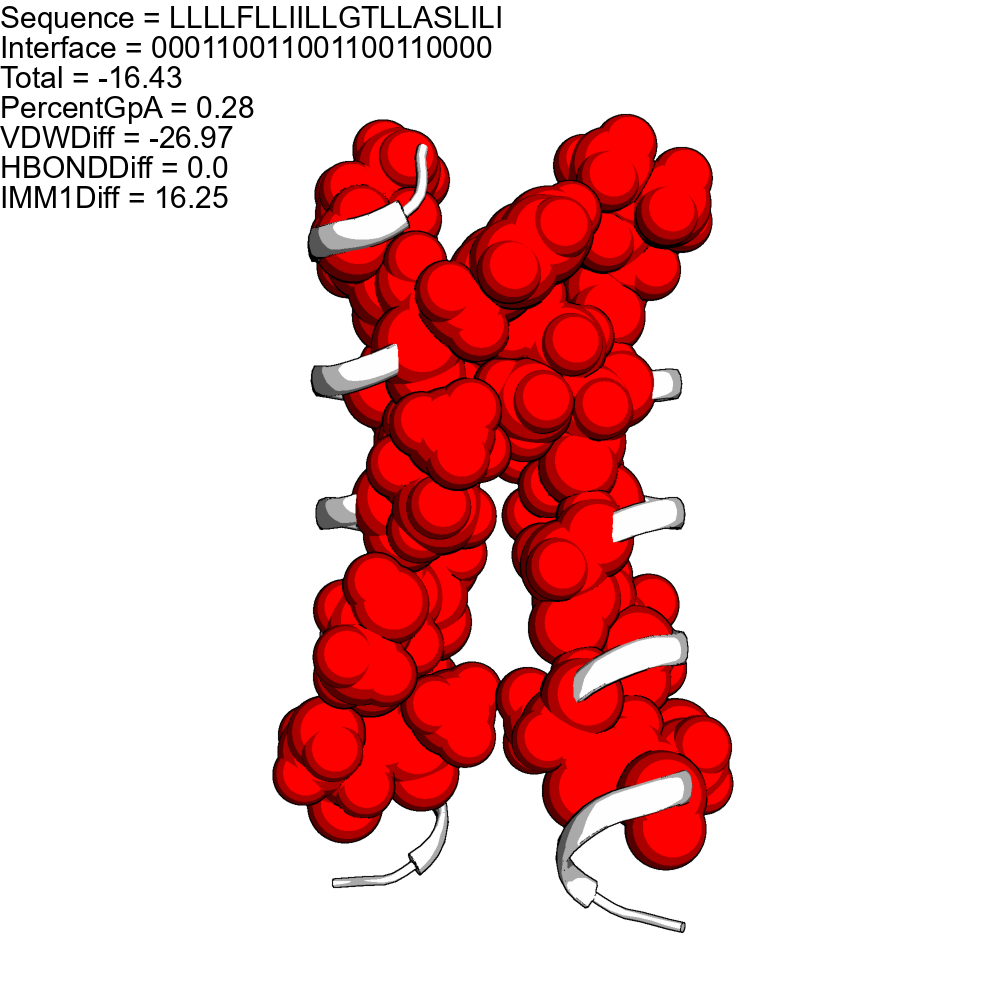 Sequence = LLLLFLLIILLGTLLASLILI
Interface = 000110011001100110000
Total = -16.43
PercentGpA = 0.28
VDWDiff = -26.97
HBONDDiff = 0.0
IMM1Diff = 16.25